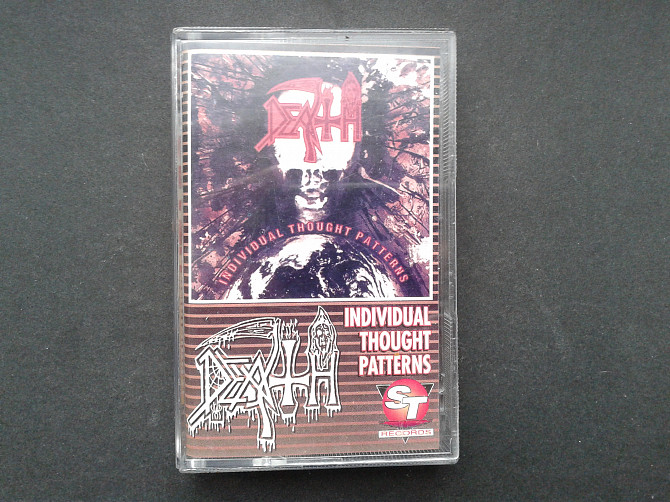 DEATH
INDIVIDUAL THOUGHT PATTERNS
DEATH
INDIVIDUAL
THOUGHT
PATTERNS
ST
RECORDS